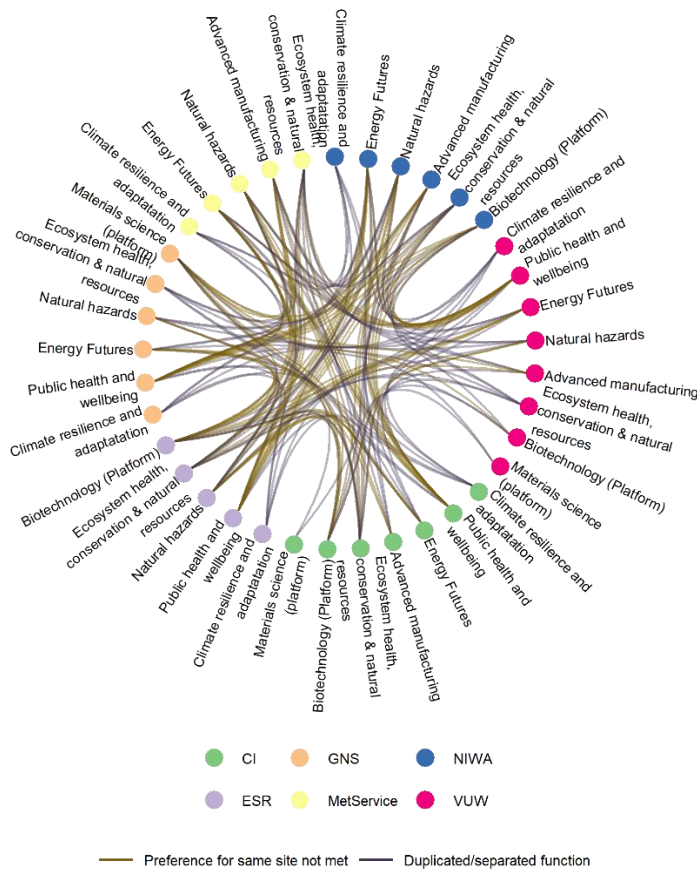 Climate resilience and
adaptatation
Energy Futures
Natural hazards
Advanced manufacturing
Ecosystem health,
conservation & natural
resources
Biotechnology (Platform)
Climate resilience and
adaptatation
Public health and
wellbeing
Energy Futures
Natural hazards
Advanced manufacturing
Ecosystem health,
conservation & natural
resources
Biotechnology (Platform)
Materials science
(platform)
Climate resilience and
adaptatation
Public health and
wellbeing
Energy Futures
Advanced manufacturing
Ecosystem health,
conservation & natural
resources
Biotechnology (Platform)
Materials science
(platform)
Climate resilience and
adaptatation
Public health and
wellbeing
Natural hazards
Ecosystem health,
conservation & natural
resources
Biotechnology (Platform)
Climate resilience and
adaptatation
Public health and
wellbeing
Energy Futures
Natural hazards
Ecosystem health,
conservation & natural
resources
Materials science
(platform)
Climate resilience and
adaptatation
Energy Futures
Natural hazards
Advanced manufacturing
Ecosystem health,
conservation & natural
resources
CI
GNS
NIWA
ESR
MetService
VUW
Preference for same site not met
Duplicated/separated function